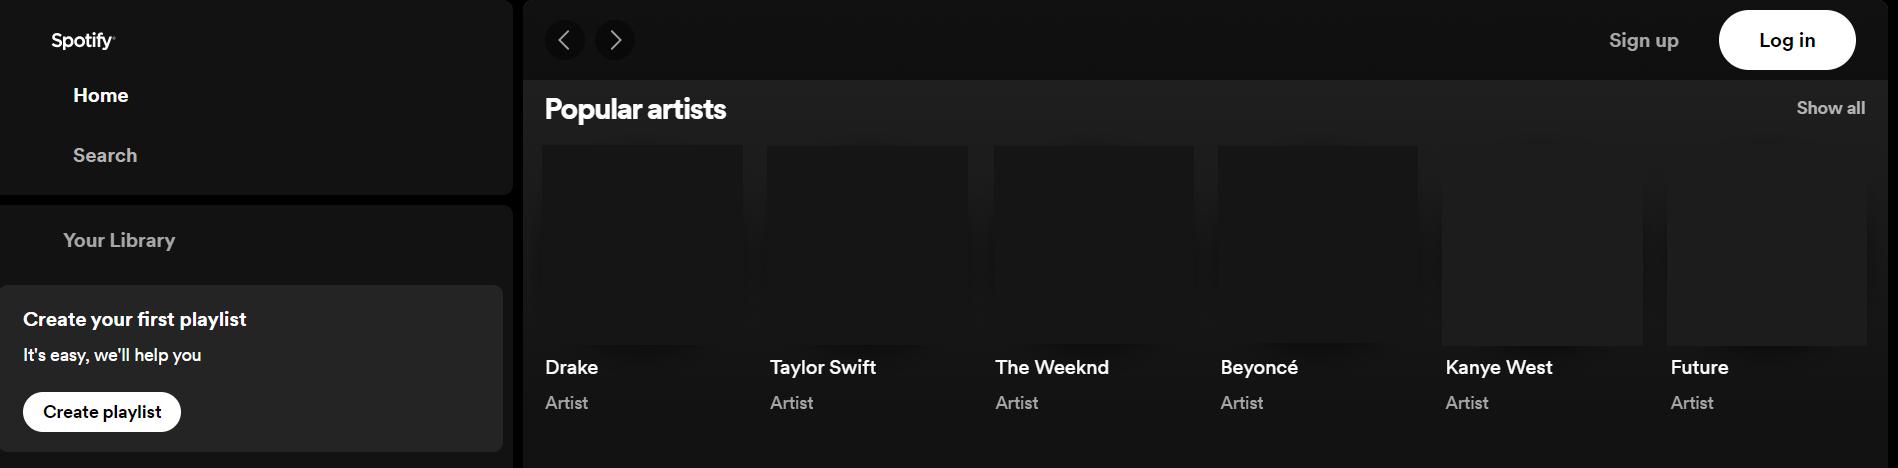 Spotify
Home
Search
Your Library
Create your first playlist
It's easy, we'll help you
Create playlist
Sign up
Log in
Popular artists
Show all
Drake
Artist
Taylor Swift
Artist
The Weeknd
Artist
Beyoncé
Artist
Kanye West
Artist
Future
Artist